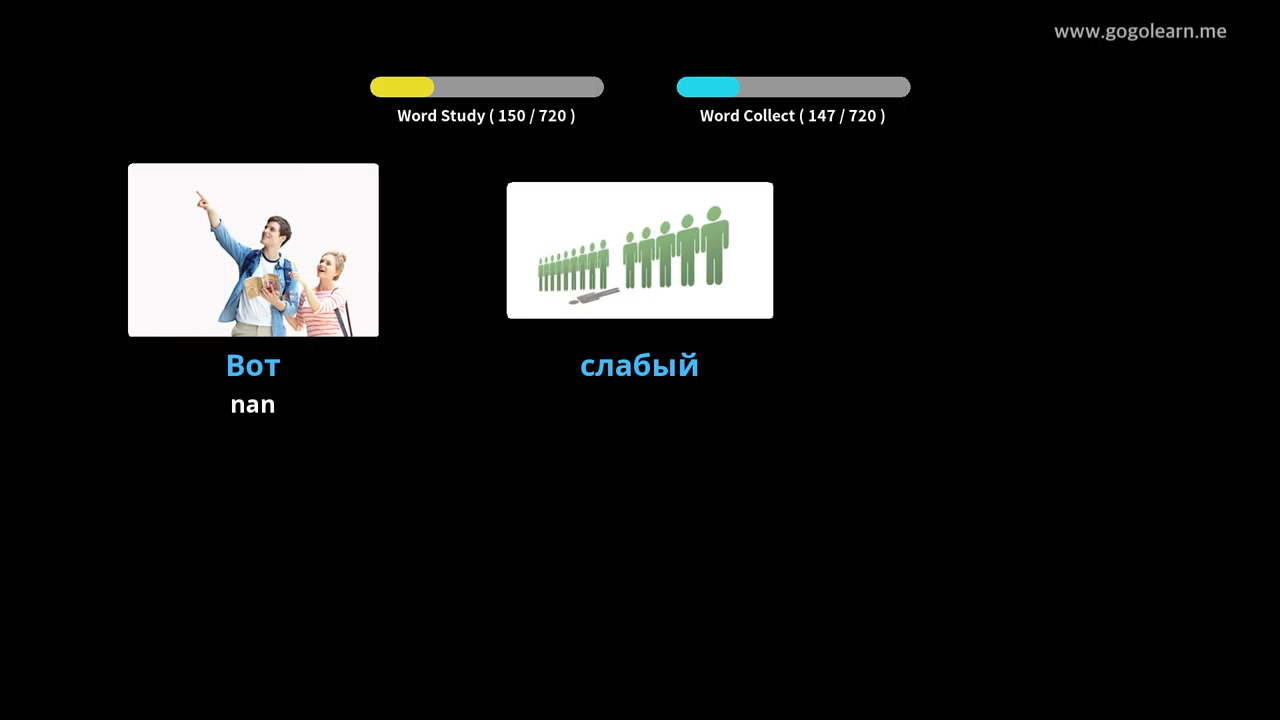 www.gogolearn.me
Word Study ( 150 / 720 )
Word Collect ( 147 / 720 )
Вот
nan
слабый